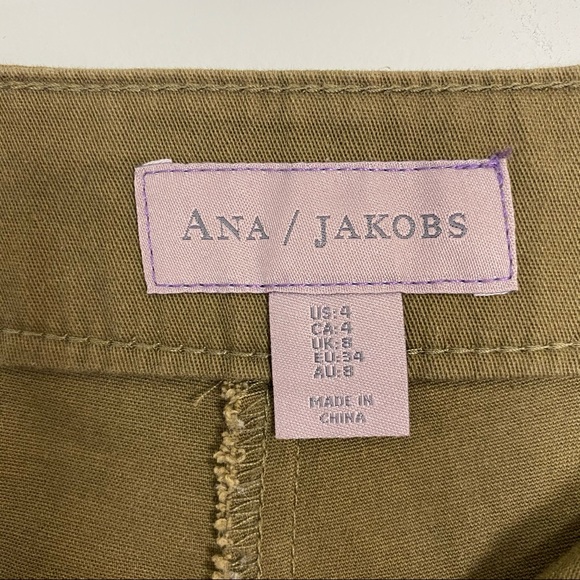 ANA / JAKOBS
US:4
CA:4
UK:8
EU:34
AU:8
MADE IN
CHINA